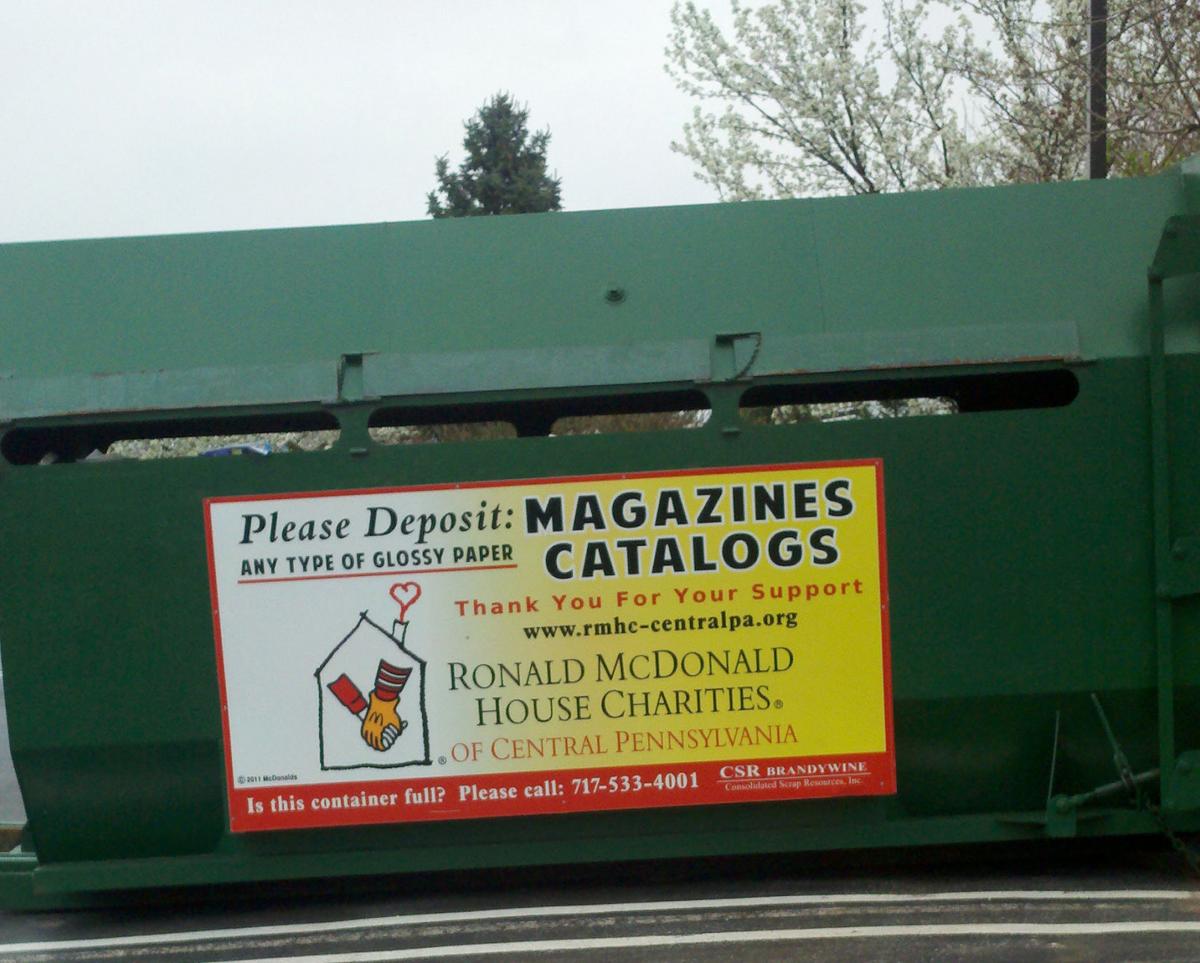 Please Deposit: MAGAZINES
ANY TYPE OF GLOSSY PAPER CATALOGS
Thank You For Your Support
www.rmhc-centralpa.org
RONALD MCDONALD
HOUSE CHARITIES®
® OF CENTRAL PENNSYLVANIA
© 2011 McDonalds
Is this container full? Please call: 717-533-4001
CSR BRANDYWINE
Consolidated Scrap Resources, Inc.